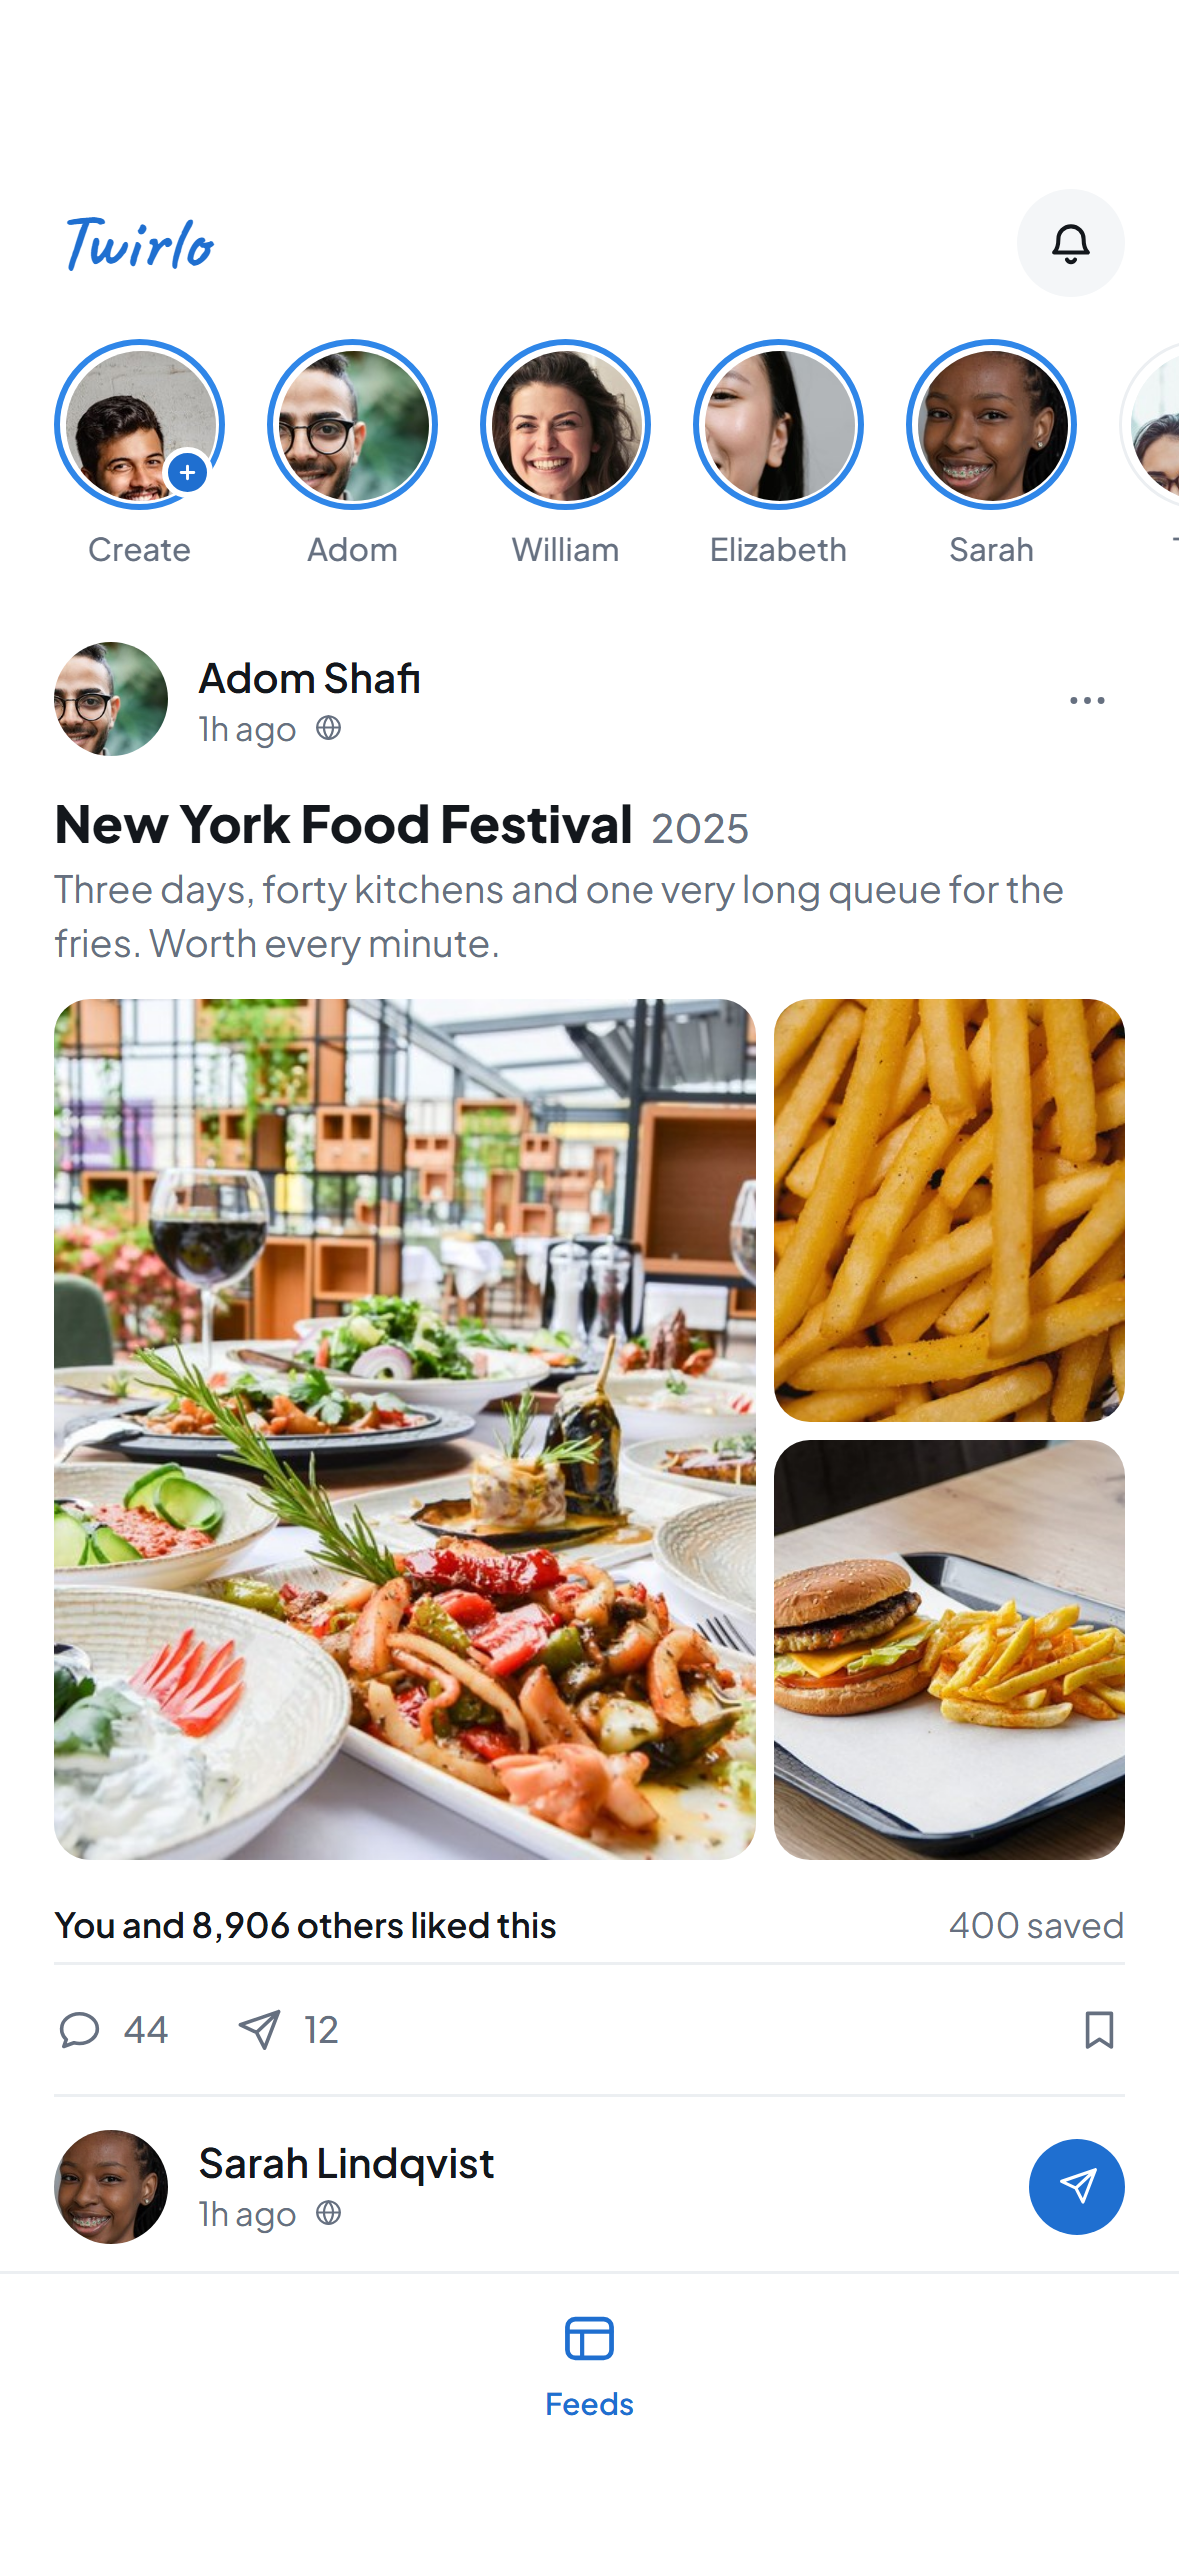 Twirlo
Create
Adom
William
Elizabeth
Sarah
Adom Shafi
1h ago
New York Food Festival 2025
Three days, forty kitchens and one very long queue for the
fries. Worth every minute.
You and 8,906 others liked this
400 saved
44
12
Sarah Lindqvist
1h ago
Feeds